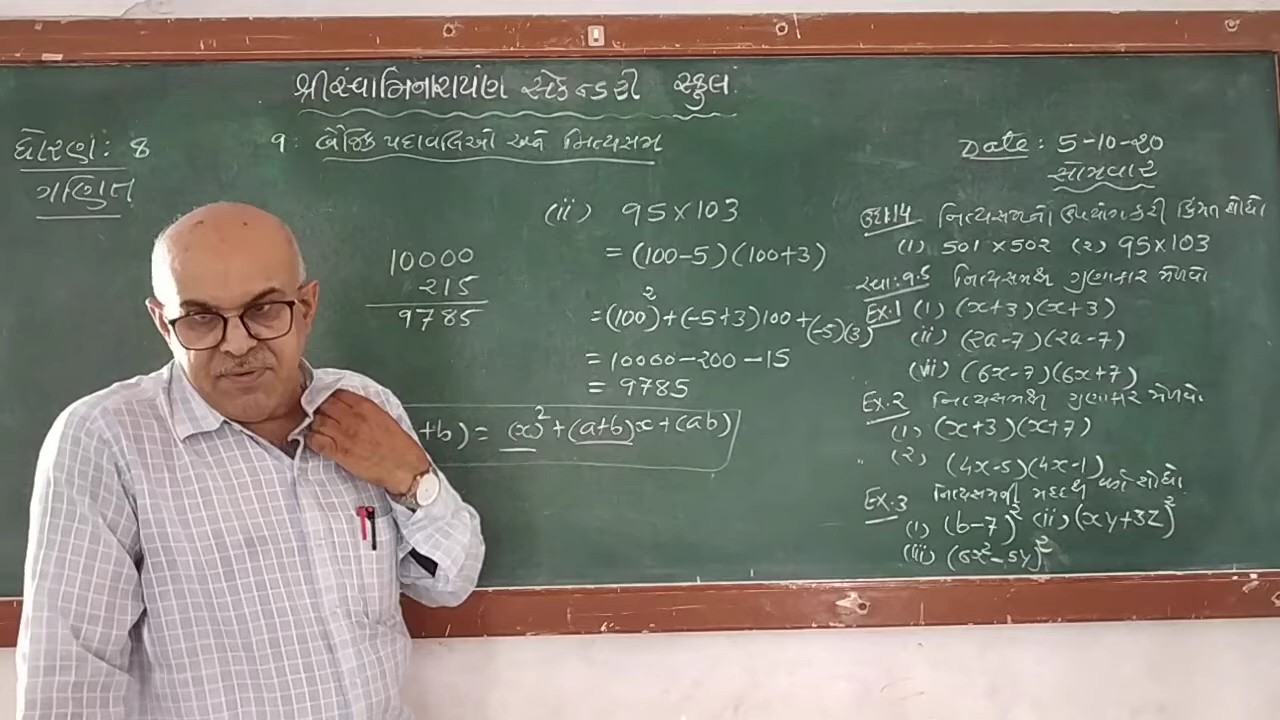 શ્રી સ્વામિનારાયણ સેકન્ડરી સ્કુલ
ધોરણ: 8
ગણિત
9: બૈજિક પદાવલિઓ અને નિત્યસમ
Date: 5-10-20
સોમવાર
10000
215
9785
(ii) 95×103
= (100-5)(100+3)
= (100)² + (-5+3)100 + (-5)(3)
= 10000-200-15
= 9785
+b) = (x)² + (a+b)x + (ab)
ઉદા.14 નિત્યસમનો ઉપયોગ કરી કિંમત શોધો
(1) 501×502 (૨) 95×103
સ્વા: 9.5 નિત્યસમથી ગુણાકાર મેળવો
Ex.1 (i) (x+3)(x+3)
(ii) (2a-7)(2a-7)
(vii) (6x-7)(6x+7)
Ex.2 નિત્યસમથી ગુણાકાર મેળવો
(1) (x+3)(x+7)
(૨) (4x-5)(4x-1)
Ex.3 નિત્યસમની મદદથી વર્ગ શોધો
(i) (b-7)² (ii) (xy+3z)²
(iii) (6x²-5y)²